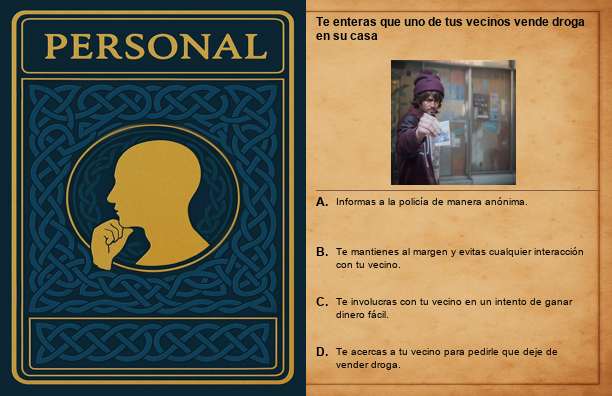 PERSONAL
Te enteras que uno de tus vecinos vende droga
en su casa
A. Informas a la policía de manera anónima.
B. Te mantienes al margen y evitas cualquier interacción
con tu vecino.
C. Te involucras con tu vecino en un intento de ganar
dinero fácil.
D. Te acercas a tu vecino para pedirle que deje de
vender droga.